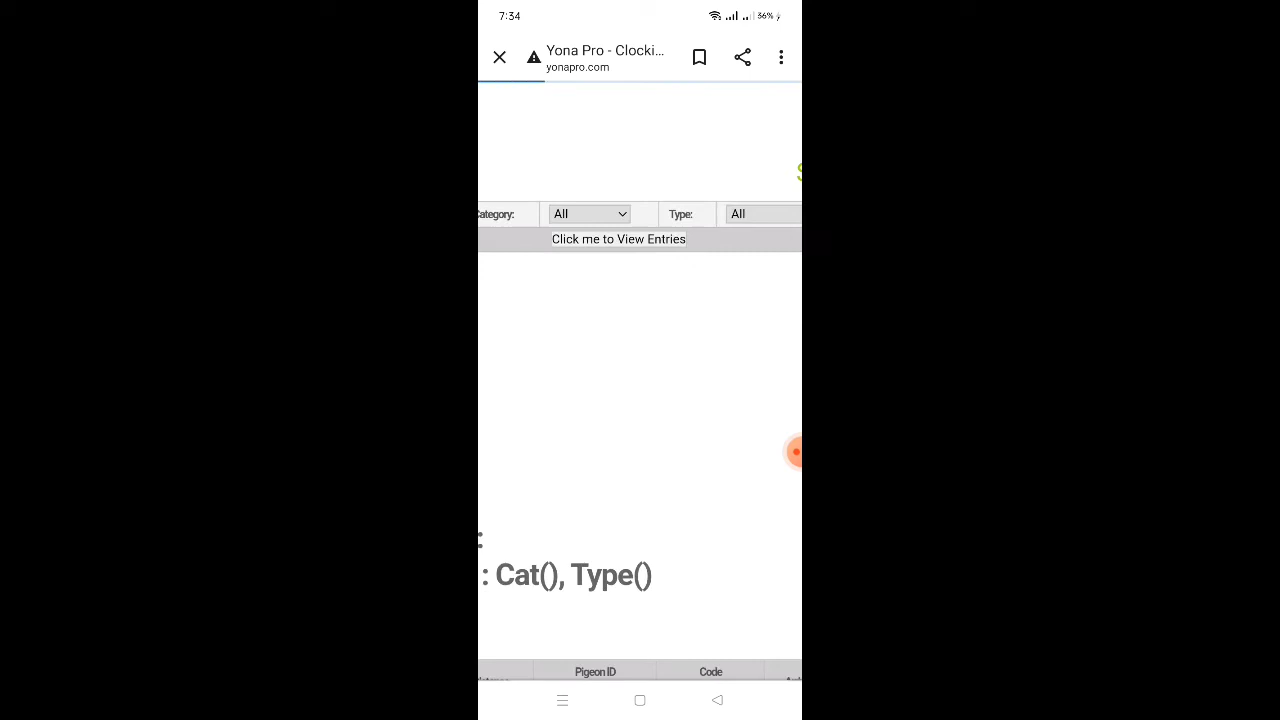 7:34
36%
Yona Pro - Clocki...
yonapro.com
Category: All Type: All
Click me to View Entries
:
: Cat(), Type()
Pigeon ID Code